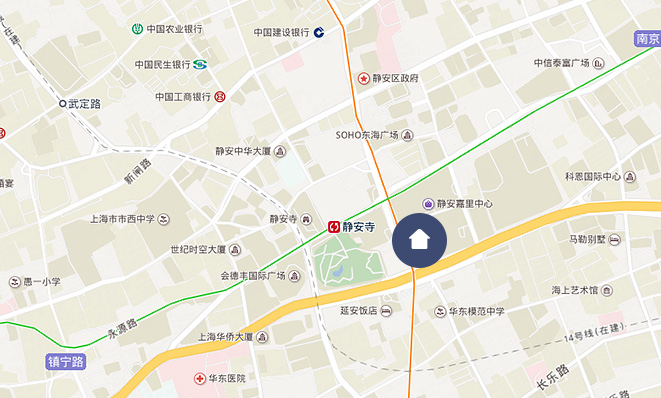 在建)
中国农业银行
中国建设银行
南京
中信泰富广场
中国民生银行
静安区政府
中国工商银行
武定路
SOHO东海广场
静安中华大厦
新闸路
科恩国际中心
宴
静安嘉里中心
上海市市西中学
静安寺
静安寺
马勒别墅
世纪时空大厦
会德丰国际广场
愚一小学
海上艺术馆
延安饭店
华东模范中学
永源路
14号线(在建)
上海华侨大厦
镇宁路
华东医院
长乐路